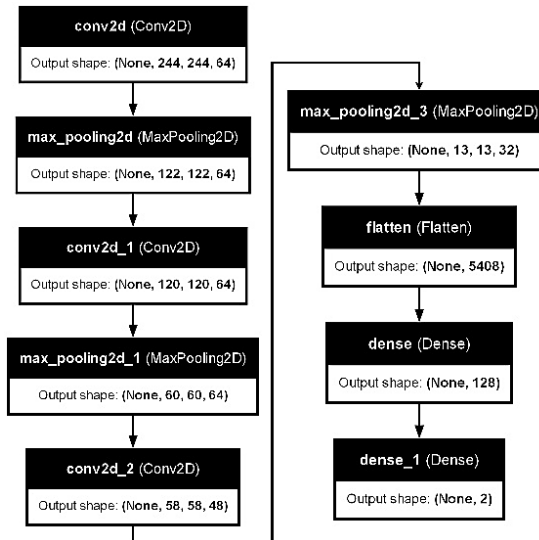 conv2d (Conv2D)
Output shape: (None, 244, 244, 64)
max_pooling2d (MaxPooling2D)
Output shape: (None, 122, 122, 64)
conv2d_1 (Conv2D)
Output shape: (None, 120, 120, 64)
max_pooling2d_1 (MaxPooling2D)
Output shape: (None, 60, 60, 64)
conv2d_2 (Conv2D)
Output shape: (None, 58, 58, 48)
max_pooling2d_3 (MaxPooling2D)
Output shape: (None, 13, 13, 32)
flatten (Flatten)
Output shape: (None, 5408)
dense (Dense)
Output shape: (None, 128)
dense_1 (Dense)
Output shape: (None, 2)